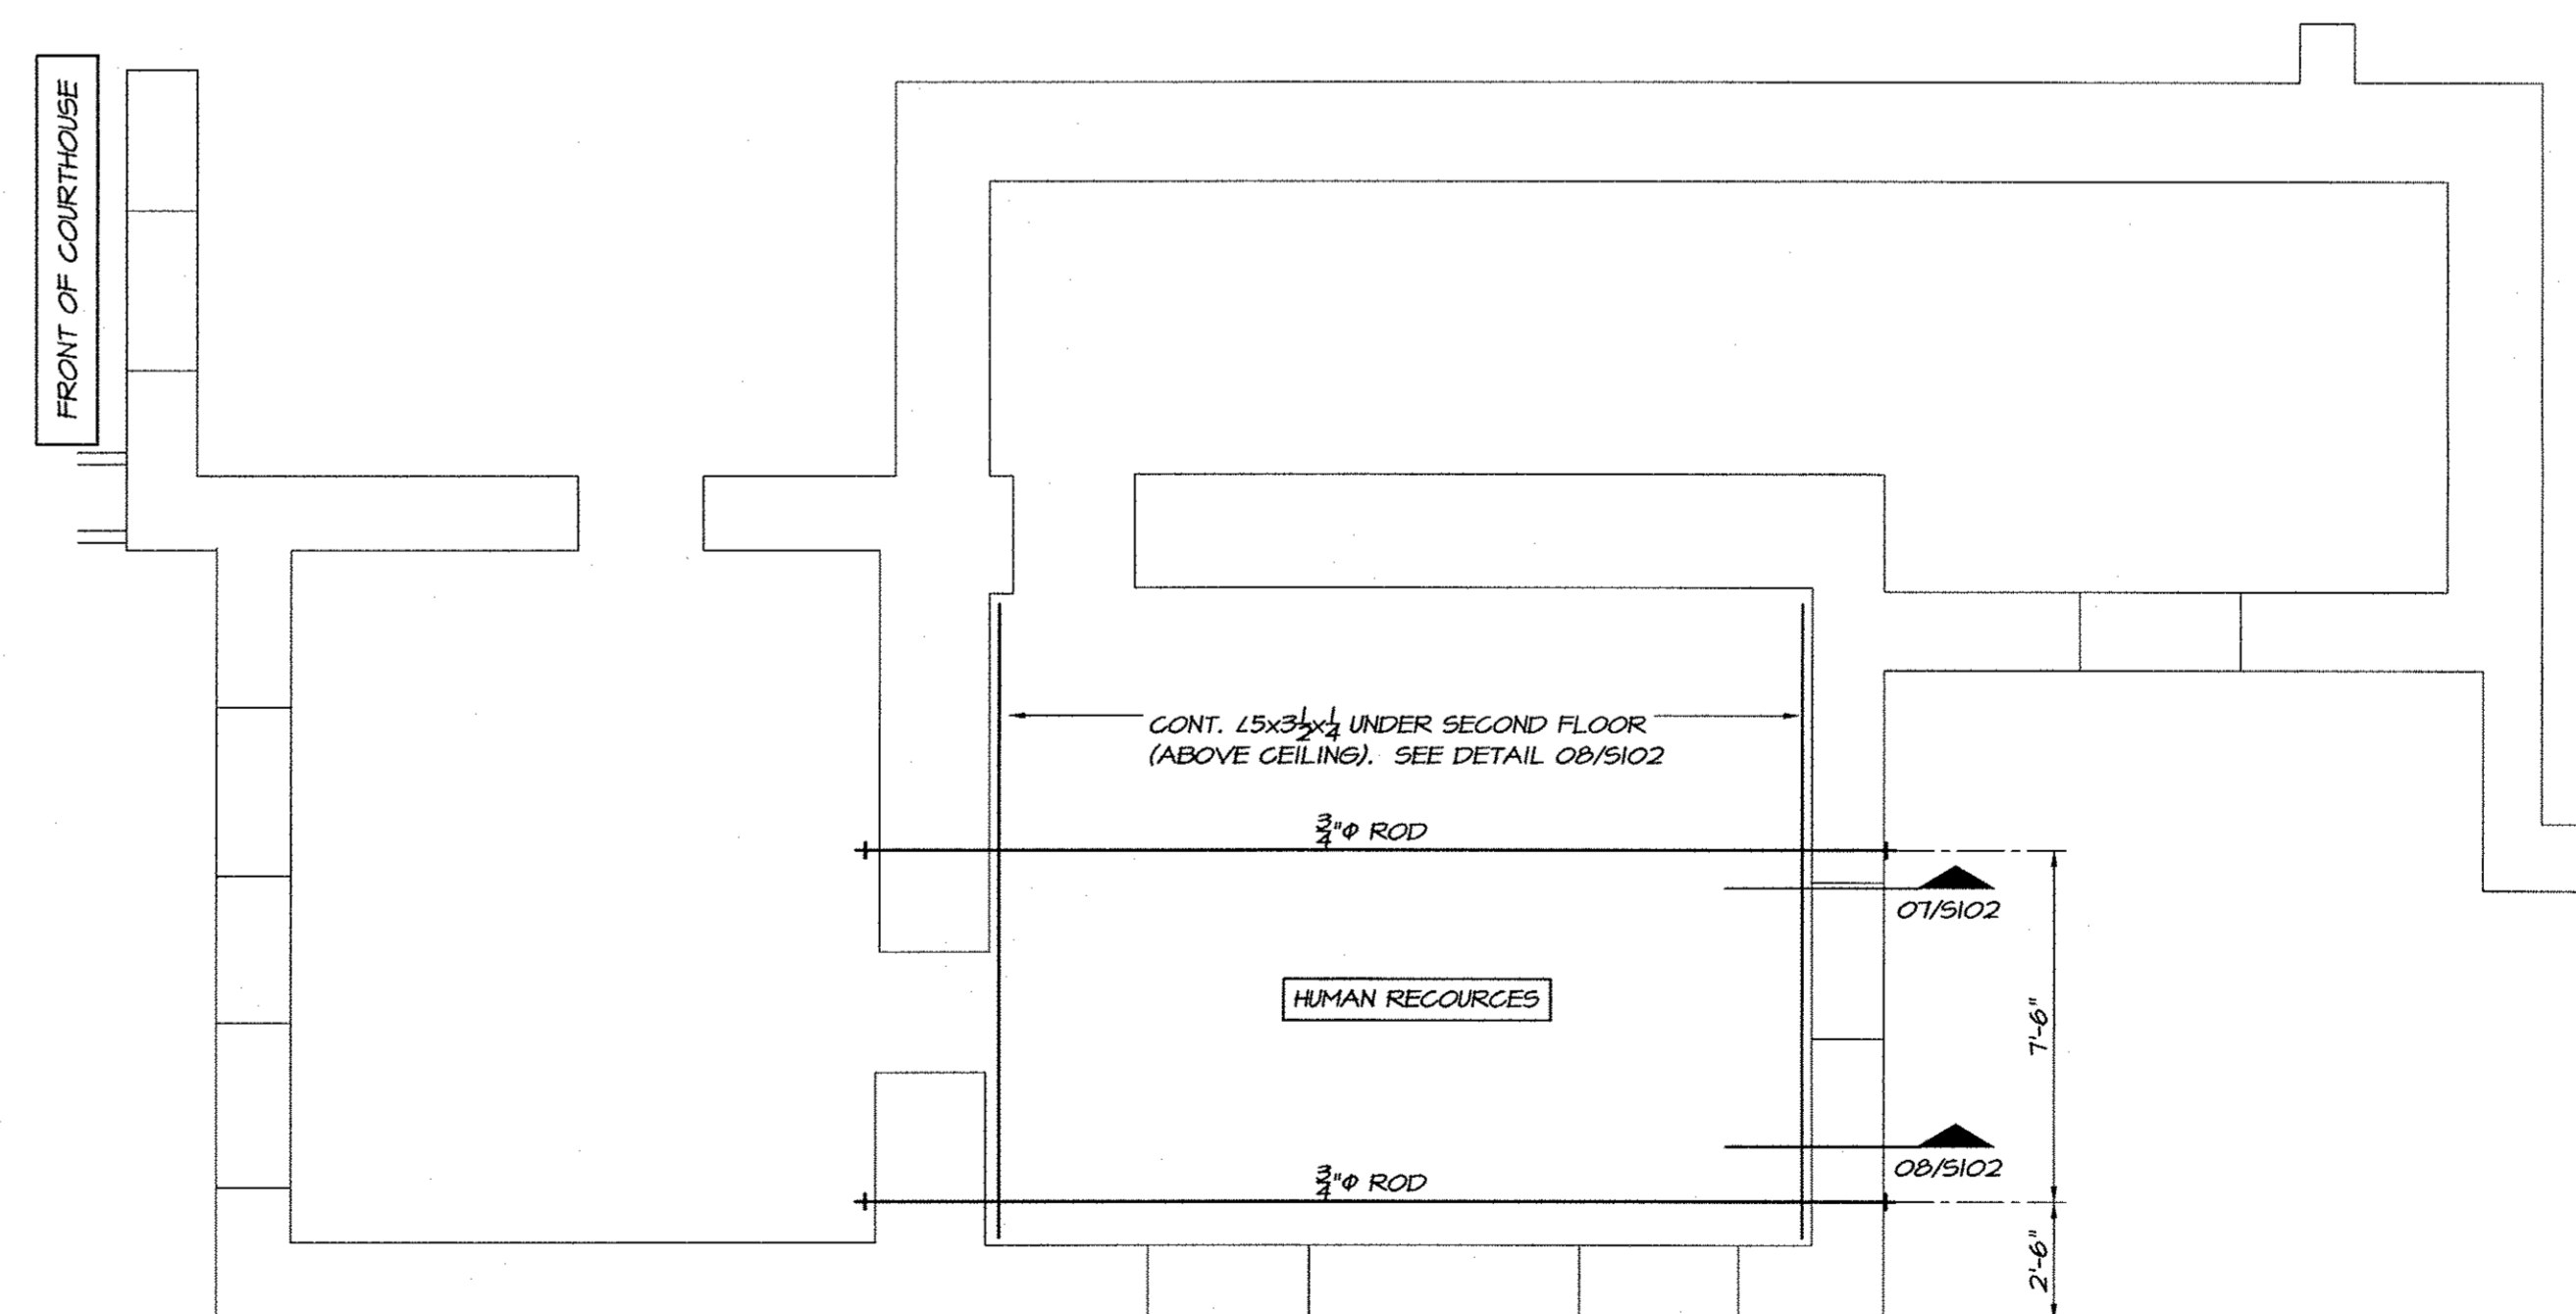 FRONT OF COURTHOUSE
CONT. ∠5x3½x¼ UNDER SECOND FLOOR
(ABOVE CEILING). SEE DETAIL 08/S102
¾"Φ ROD
07/S102
HUMAN RECOURCES
7'-6"
08/S102
¾"Φ ROD
2'-6"